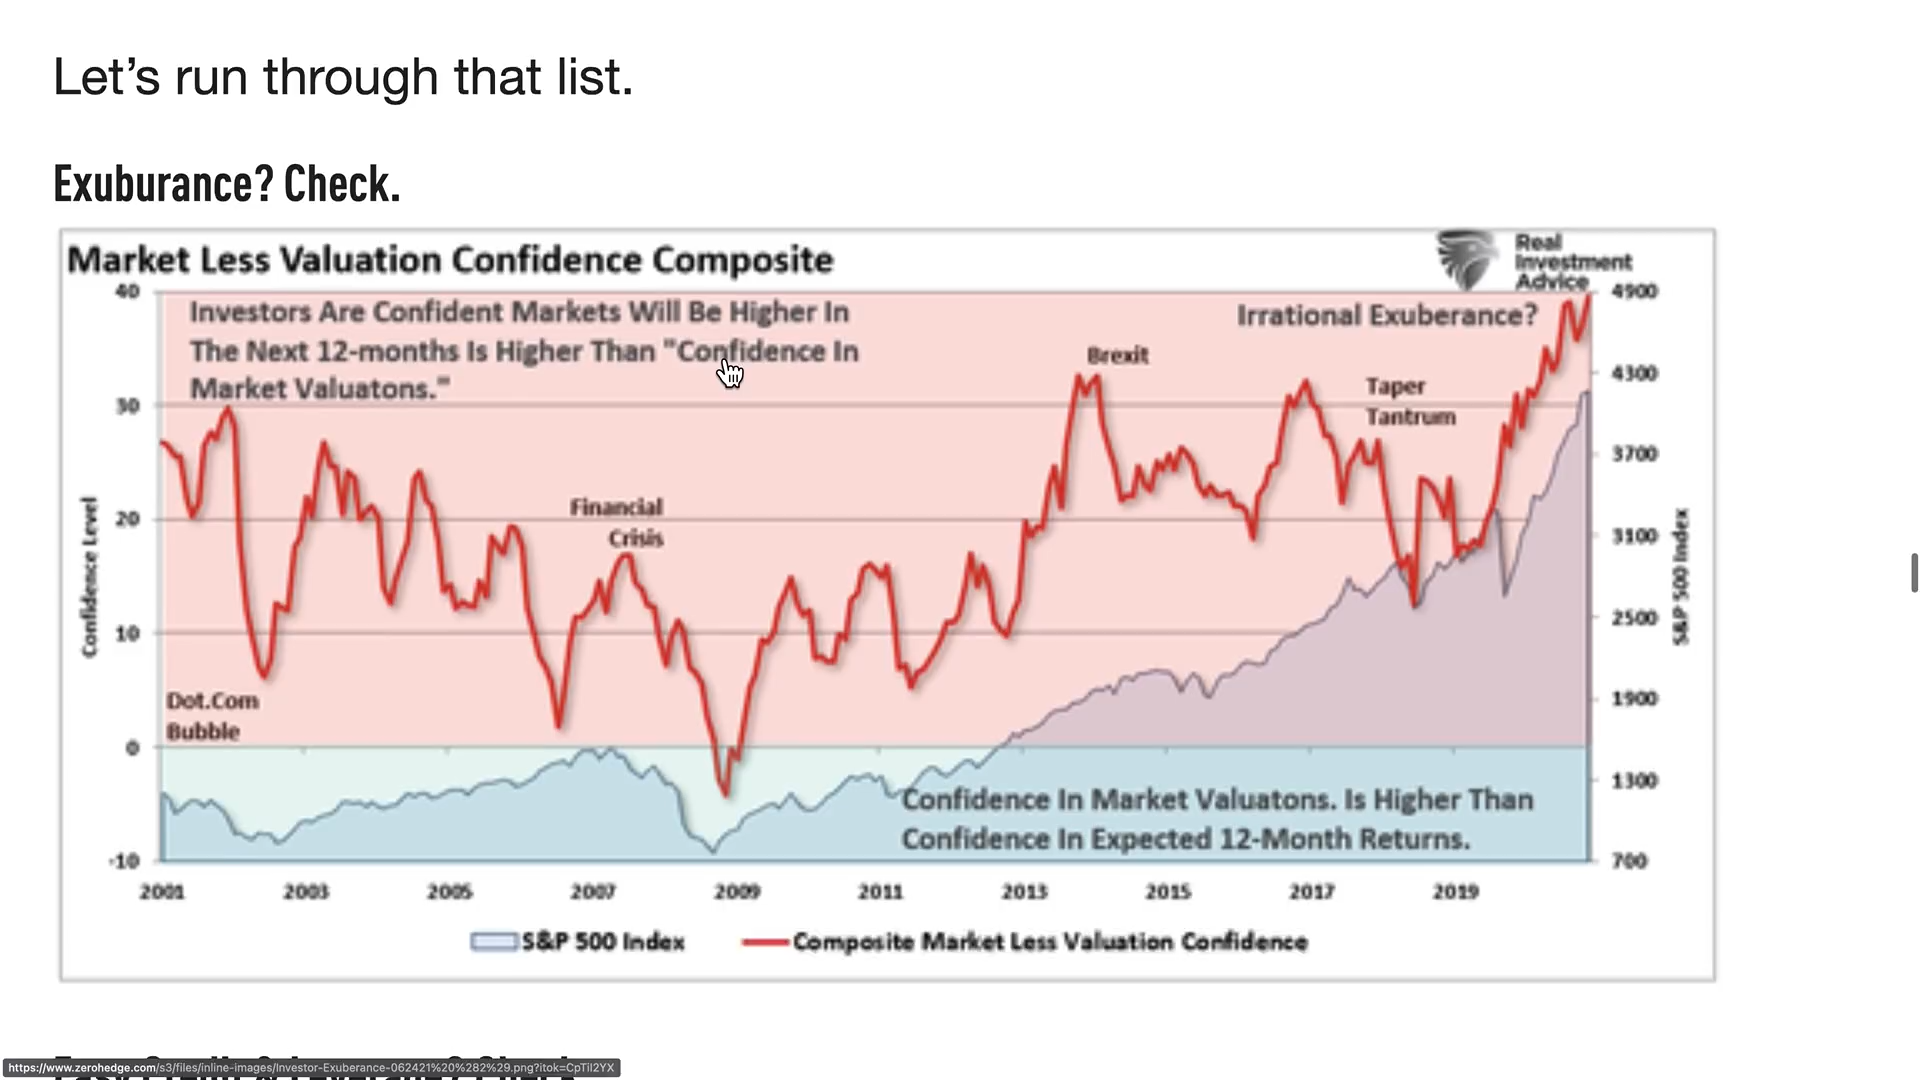 Let’s run through that list.
Exuburance? Check.
Market Less Valuation Confidence Composite
Real
Investment
Advice
40
30
20
10
0
-10
Confidence Level
Investors Are Confident Markets Will Be Higher In
The Next 12-months Is Higher Than "Confidence In
Market Valuatons."
Irrational Exuberance?
Brexit
Taper
Tantrum
Financial
Crisis
Dot.Com
Bubble
Confidence In Market Valuatons. Is Higher Than
Confidence In Expected 12-Month Returns.
4900
4300
3700
3100
2500
1900
1300
700
S&P 500 Index
2001 2003 2005 2007 2009 2011 2013 2015 2017 2019
S&P 500 Index Composite Market Less Valuation Confidence
https://www.zerohedge.com/s3/files/inline-images/Investor-Exuberance-062421%20%282%29.png?itok=CpTil2YX